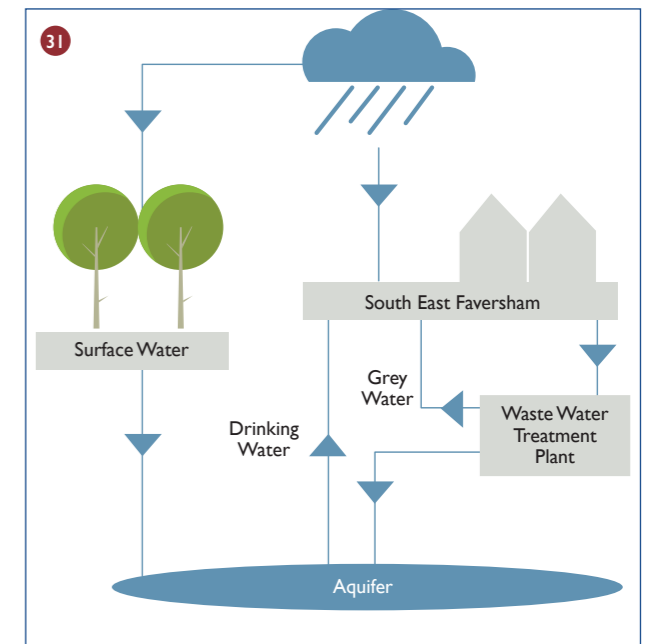 31
South East Faversham
Surface Water
Grey
Water
Drinking
Water
Waste Water
Treatment
Plant
Aquifer